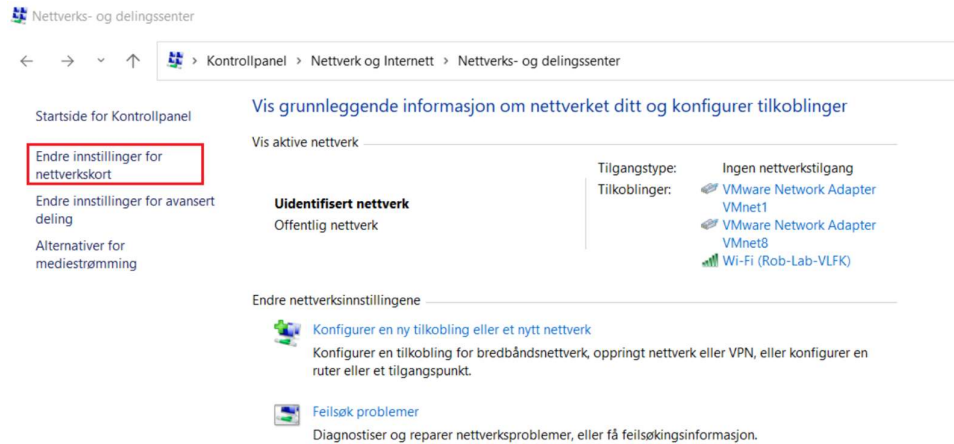 Nettverks- og delingssenter
Kontrollpanel > Nettverk og Internett > Nettverks- og delingssenter
Startside for Kontrollpanel
Endre innstillinger for
nettverkskort
Endre innstillinger for avansert
deling
Alternativer for
mediestrømming
Vis grunnleggende informasjon om nettverket ditt og konfigurer tilkoblinger
Vis aktive nettverk
Uidentifisert nettverk
Offentlig nettverk
Tilgangstype: Ingen nettverkstilgang
Tilkoblinger: VMware Network Adapter
VMnet1
VMware Network Adapter
VMnet8
Wi-Fi (Rob-Lab-VLFK)
Endre nettverksinnstillingene
Konfigurer en ny tilkobling eller et nytt nettverk
Konfigurer en tilkobling for bredbåndsnettverk, oppringt nettverk eller VPN, eller konfigurer en
ruter eller et tilgangspunkt.
Feilsøk problemer
Diagnostiser og reparer nettverksproblemer, eller få feilsøkingsinformasjon.